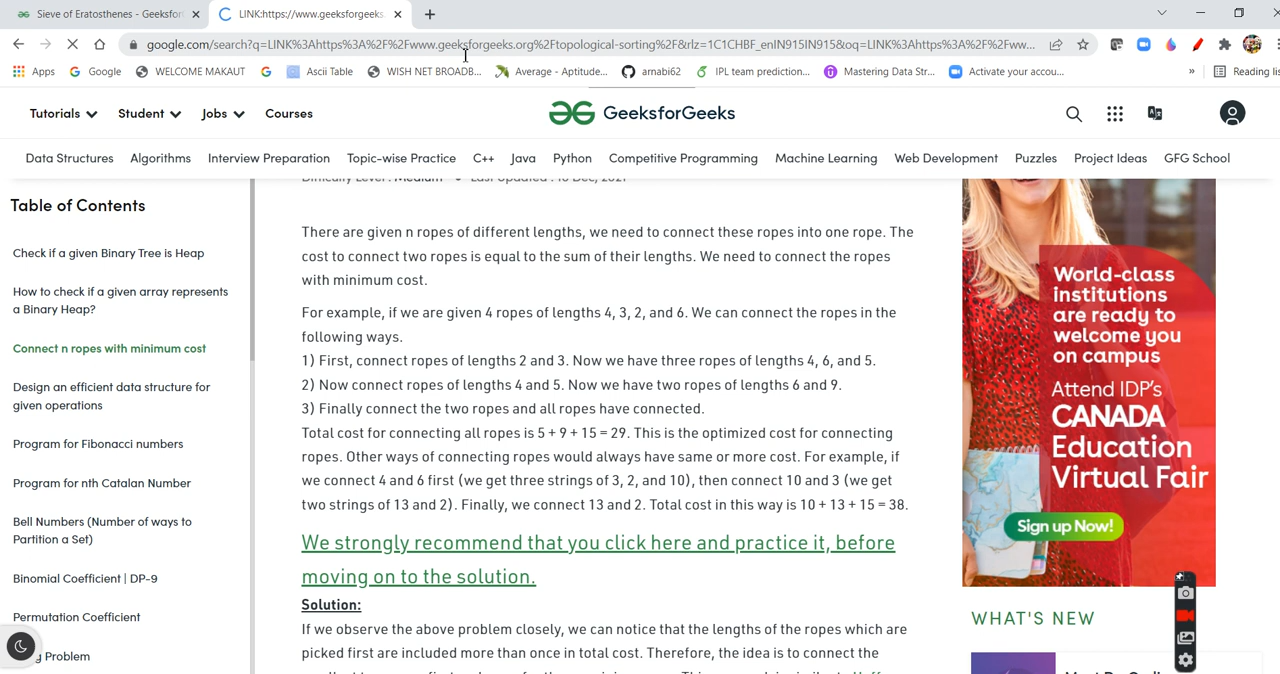 Sieve of Eratosthenes - Geeksfor
LINK:https://www.geeksforgeeks.
google.com/search?q=LINK%3Ahttps%3A%2F%2Fwww.geeksforgeeks.org%2Ftopological-sorting%2F&rlz=1C1CHBF_enIN915IN915&oq=LINK%3Ahttps%3A%2F%2Fww...
Apps Google WELCOME MAKAUT Ascii Table WISH NET BROADB... Average - Aptitude... arnabi62 IPL team prediction... Mastering Data Str... Activate your accou... » Reading lis
Tutorials Student Jobs Courses GeeksforGeeks
Data Structures Algorithms Interview Preparation Topic-wise Practice C++ Java Python Competitive Programming Machine Learning Web Development Puzzles Project Ideas GFG School
Difficulty Level : Medium Last Updated : 10 Dec, 2021
Table of Contents
Check if a given Binary Tree is Heap
How to check if a given array represents
a Binary Heap?
Connect n ropes with minimum cost
Design an efficient data structure for
given operations
Program for Fibonacci numbers
Program for nth Catalan Number
Bell Numbers (Number of ways to
Partition a Set)
Binomial Coefficient | DP-9
Permutation Coefficient
g Problem
There are given n ropes of different lengths, we need to connect these ropes into one rope. The
cost to connect two ropes is equal to the sum of their lengths. We need to connect the ropes
with minimum cost.
For example, if we are given 4 ropes of lengths 4, 3, 2, and 6. We can connect the ropes in the
following ways.
1) First, connect ropes of lengths 2 and 3. Now we have three ropes of lengths 4, 6, and 5.
2) Now connect ropes of lengths 4 and 5. Now we have two ropes of lengths 6 and 9.
3) Finally connect the two ropes and all ropes have connected.
Total cost for connecting all ropes is 5 + 9 + 15 = 29. This is the optimized cost for connecting
ropes. Other ways of connecting ropes would always have same or more cost. For example, if
we connect 4 and 6 first (we get three strings of 3, 2, and 10), then connect 10 and 3 (we get
two strings of 13 and 2). Finally, we connect 13 and 2. Total cost in this way is 10 + 13 + 15 = 38.
We strongly recommend that you click here and practice it, before
moving on to the solution.
Solution:
If we observe the above problem closely, we can notice that the lengths of the ropes which are
picked first are included more than once in total cost. Therefore, the idea is to connect the
World-class
institutions
are ready to
welcome you
on campus
Attend IDP's
CANADA
Education
Virtual Fair
Sign up Now!
WHAT'S NEW